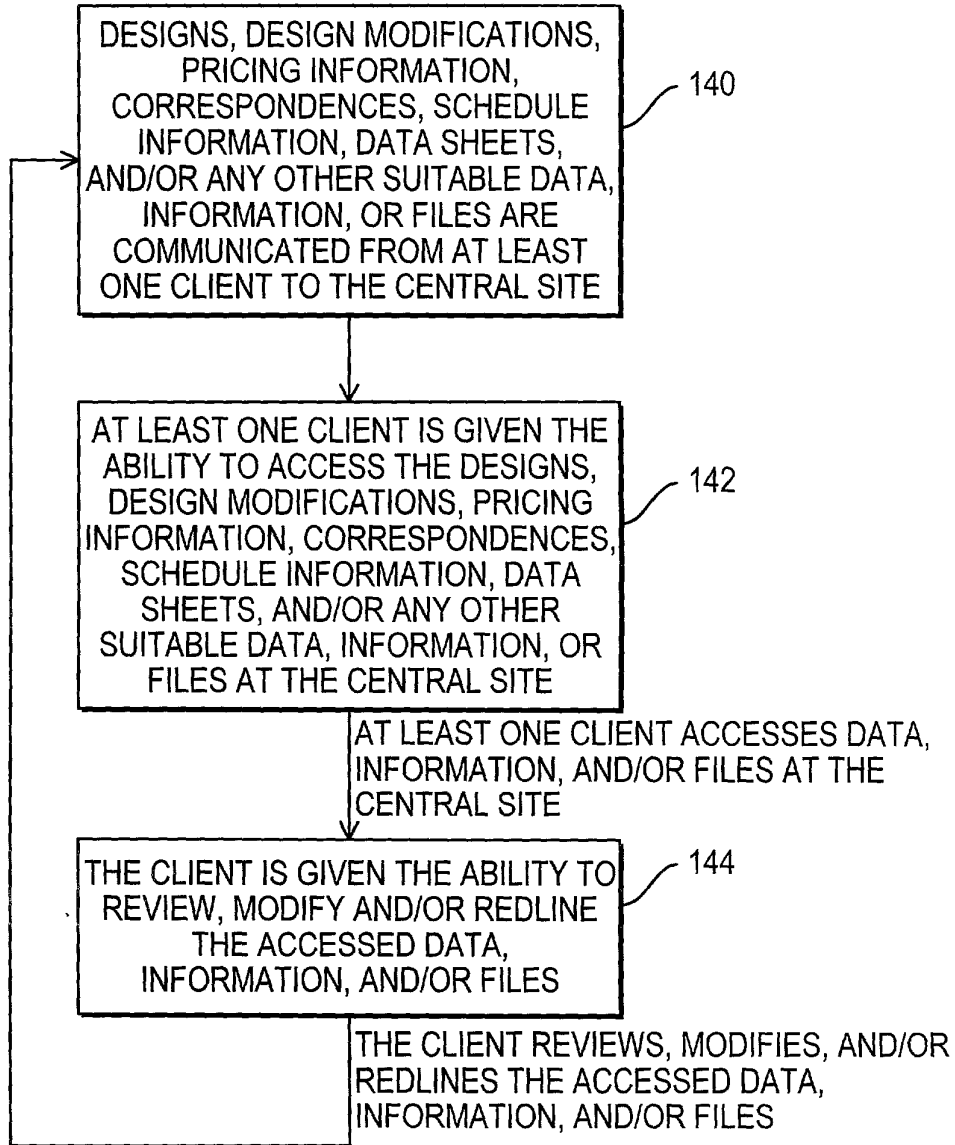 DESIGNS, DESIGN MODIFICATIONS,
PRICING INFORMATION,
CORRESPONDENCES, SCHEDULE
INFORMATION, DATA SHEETS,
AND/OR ANY OTHER SUITABLE DATA,
INFORMATION, OR FILES ARE
COMMUNICATED FROM AT LEAST
ONE CLIENT TO THE CENTRAL SITE
140
AT LEAST ONE CLIENT IS GIVEN THE
ABILITY TO ACCESS THE DESIGNS,
DESIGN MODIFICATIONS, PRICING
INFORMATION, CORRESPONDENCES,
SCHEDULE INFORMATION, DATA
SHEETS, AND/OR ANY OTHER
SUITABLE DATA, INFORMATION, OR
FILES AT THE CENTRAL SITE
142
AT LEAST ONE CLIENT ACCESSES DATA,
INFORMATION, AND/OR FILES AT THE
CENTRAL SITE
THE CLIENT IS GIVEN THE ABILITY TO
REVIEW, MODIFY AND/OR REDLINE
THE ACCESSED DATA,
INFORMATION, AND/OR FILES
144
THE CLIENT REVIEWS, MODIFIES, AND/OR
REDLINES THE ACCESSED DATA,
INFORMATION, AND/OR FILES